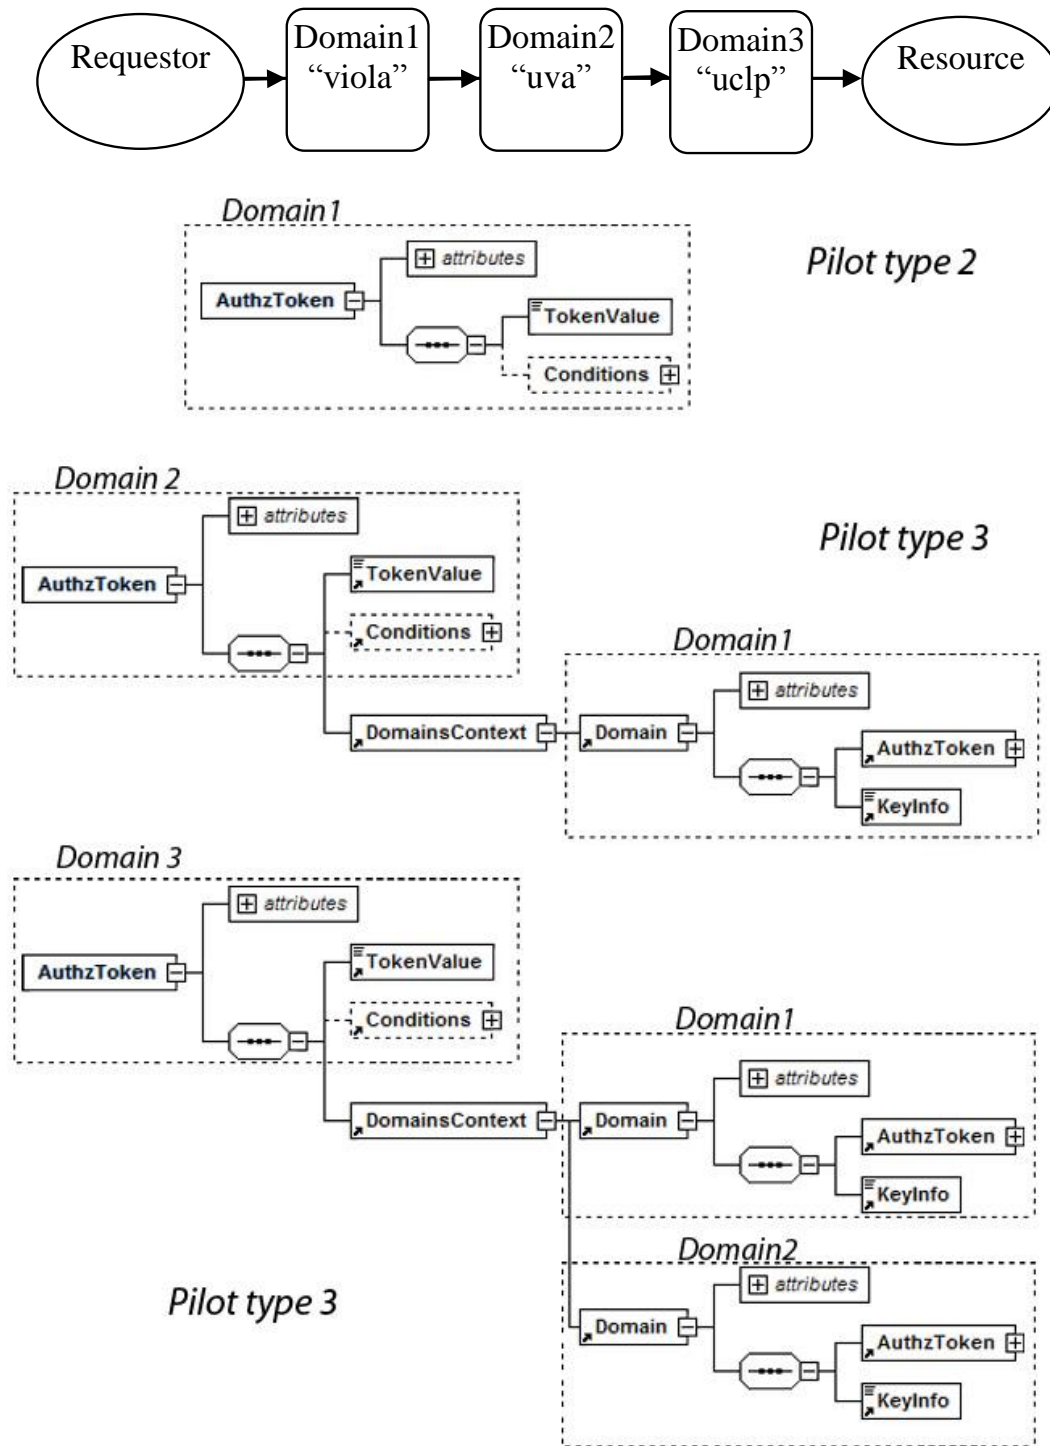 Requestor
Domain1
“viola”
Domain2
“uva”
Domain3
“uclp”
Resource
Domain1
Pilot type 2
attributes
AuthzToken
TokenValue
Conditions
Domain 2
Pilot type 3
attributes
AuthzToken
TokenValue
Conditions
DomainsContext
Domain1
attributes
Domain
AuthzToken
KeyInfo
Domain 3
attributes
AuthzToken
TokenValue
Conditions
DomainsContext
Domain1
attributes
Domain
AuthzToken
KeyInfo
Domain2
attributes
Domain
AuthzToken
KeyInfo
Pilot type 3